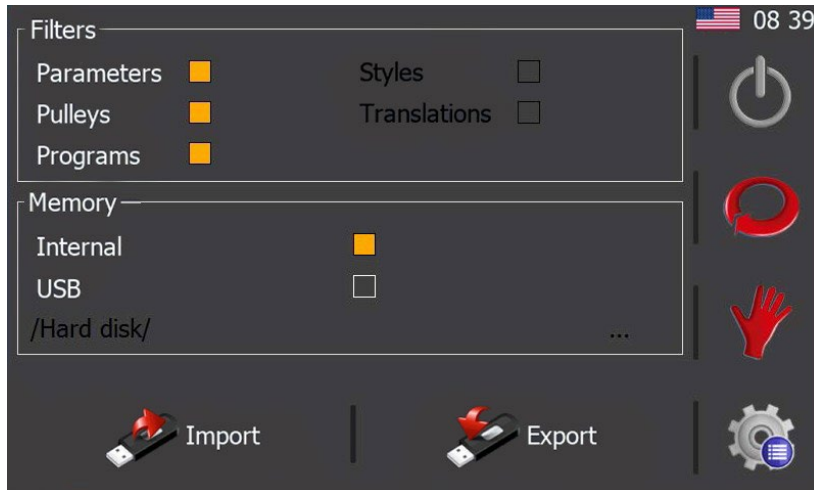 08 39
Filters
Parameters Styles
Pulleys Translations
Programs
Memory
Internal
USB
/Hard disk/ ...
Import Export